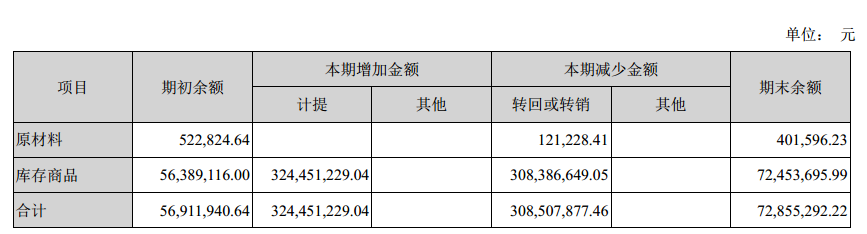 单位： 元
项目 期初余额 本期增加金额 本期减少金额 期末余额
计提 其他 转回或转销 其他
原材料 522,824.64 121,228.41 401,596.23
库存商品 56,389,116.00 324,451,229.04 308,386,649.05 72,453,695.99
合计 56,911,940.64 324,451,229.04 308,507,877.46 72,855,292.22